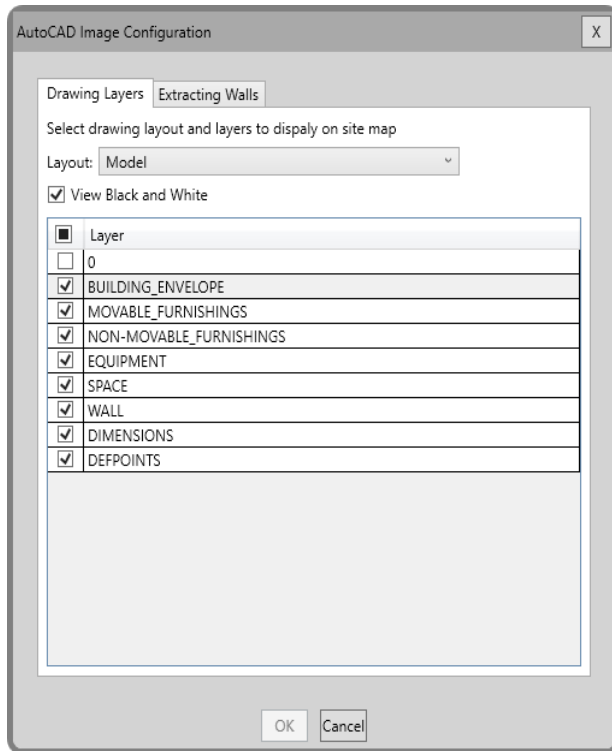 AutoCAD Image Configuration X
Drawing Layers Extracting Walls
Select drawing layout and layers to dispaly on site map
Layout: Model
View Black and White
Layer
0
BUILDING_ENVELOPE
MOVABLE_FURNISHINGS
NON-MOVABLE_FURNISHINGS
EQUIPMENT
SPACE
WALL
DIMENSIONS
DEFPOINTS
OK Cancel